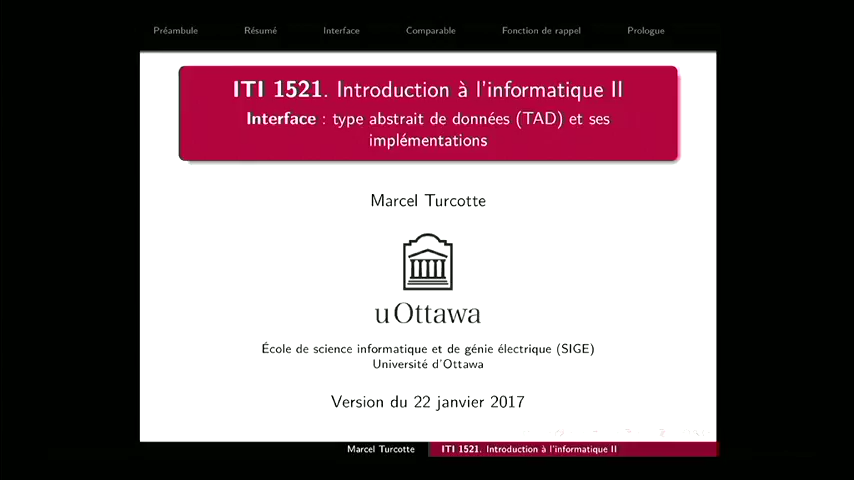 Préambule Résumé Interface Comparable Fonction de rappel Prologue
ITI 1521. Introduction à l'informatique II
Interface : type abstrait de données (TAD) et ses
implémentations
Marcel Turcotte
uOttawa
École de science informatique et de génie électrique (SIGE)
Université d'Ottawa
Version du 22 janvier 2017
Marcel Turcotte ITI 1521. Introduction à l'informatique II